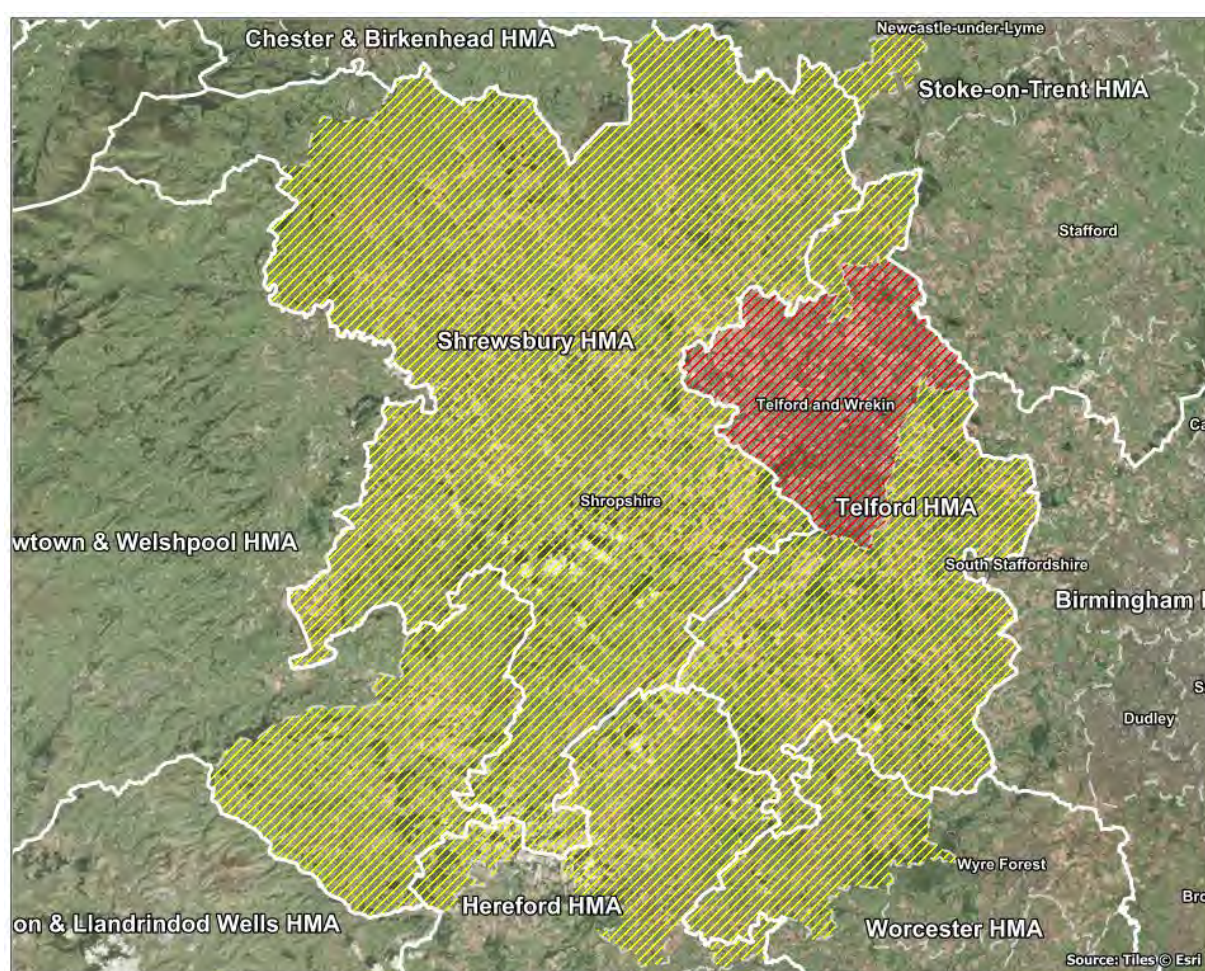 Newcastle-under-Lyme
Chester & Birkenhead HMA
Stoke-on-Trent HMA
Stafford
Shrewsbury HMA
Telford and Wrekin
Ca
Shropshire
Telford HMA
wtown & Welshpool HMA
South Staffordshire
Birmingham
S
Dudley
Wyre Forest
Bro
Hereford HMA
on & Llandrindod Wells HMA
Worcester HMA
Source: Tiles © Esri